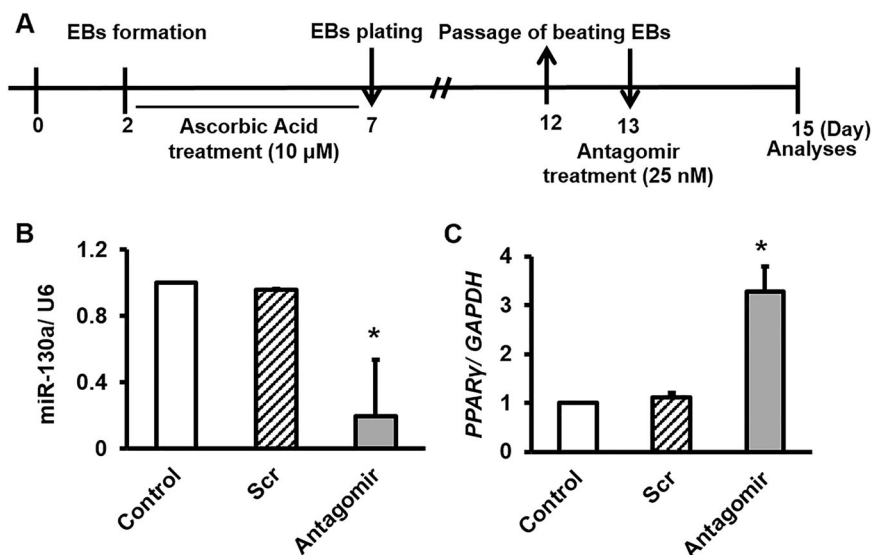 A
EBs formation
EBs plating
Passage of beating EBs
0
2
7
12
13
15 (Day)
Ascorbic Acid
treatment (10 µM)
Antagomir
treatment (25 nM)
Analyses
B
miR-130a/ U6
1.2
0.8
0.4
0
*
Control
Scr
Antagomir
C
PPARγ/ GAPDH
4
3
2
1
0
*
Control
Scr
Antagomir